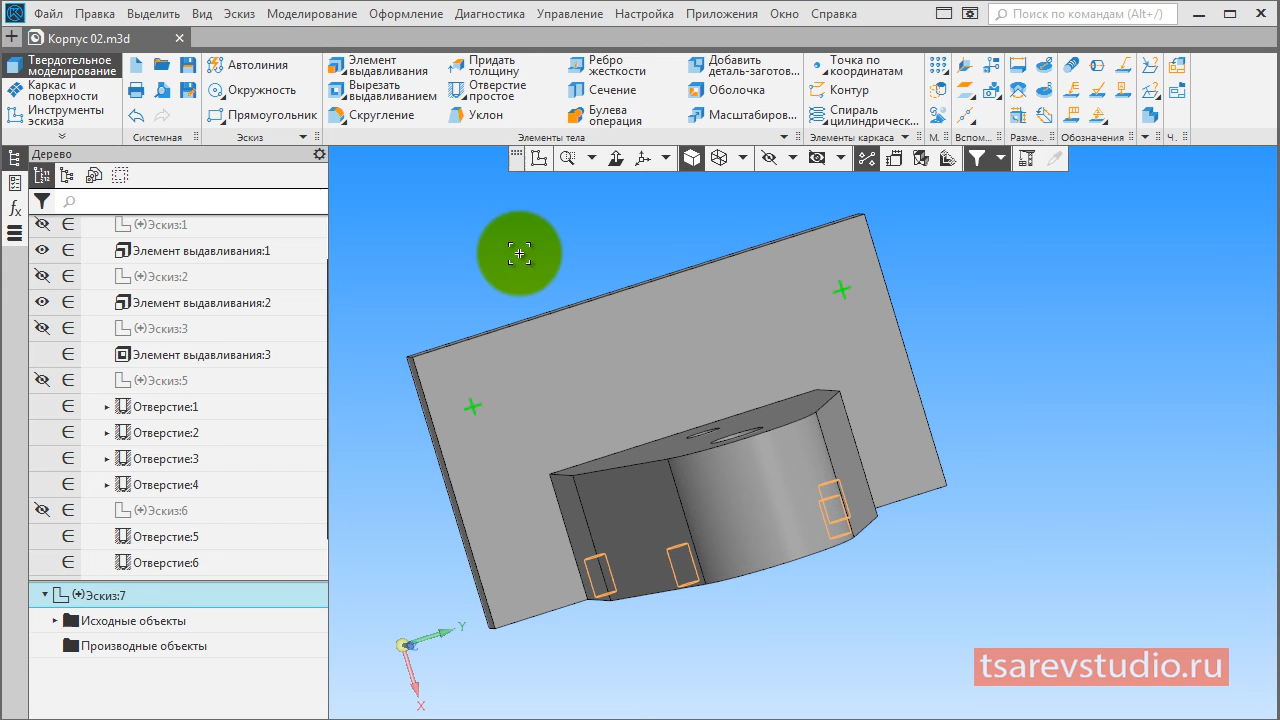 Файл Правка Выделить Вид Эскиз Моделирование Оформление Диагностика Управление Настройка Приложения Окно Справка Поиск по командам (Alt+/)
Корпус 02.m3d
Твердотельное моделирование
Каркас и поверхности
Инструменты эскиза
Системная
Автолиния
Окружность
Прямоугольник
Эскиз
Элемент выдавливания
Вырезать выдавливанием
Скругление
Придать толщину
Отверстие простое
Уклон
Ребро жесткости
Сечение
Булева операция
Добавить деталь-заготов...
Оболочка
Масштабиров...
Элементы тела
Точка по координатам
Контур
Спираль цилиндрическ...
Элементы каркаса
М...
Вспом...
Разме...
Обозначения
Ч...
Дерево
(+)Эскиз:1
Элемент выдавливания:1
(+)Эскиз:2
Элемент выдавливания:2
(+)Эскиз:3
Элемент выдавливания:3
(+)Эскиз:5
Отверстие:1
Отверстие:2
Отверстие:3
Отверстие:4
(+)Эскиз:6
Отверстие:5
Отверстие:6
(+)Эскиз:7
Исходные объекты
Производные объекты
Y
X
tsarevstudio.ru